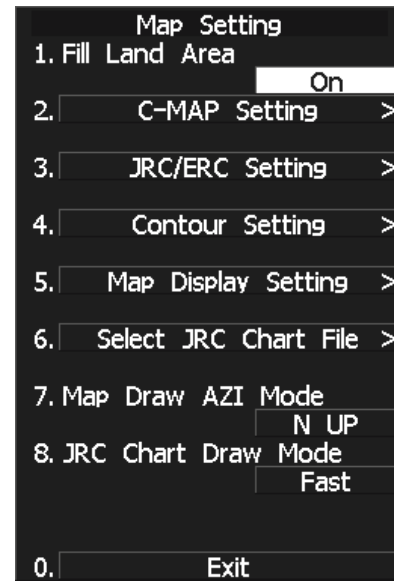 Map Setting
1. Fill Land Area
On
2. C-MAP Setting >
3. JRC/ERC Setting >
4. Contour Setting >
5. Map Display Setting >
6. Select JRC Chart File >
7. Map Draw AZI Mode
N UP
8. JRC Chart Draw Mode
Fast
0. Exit